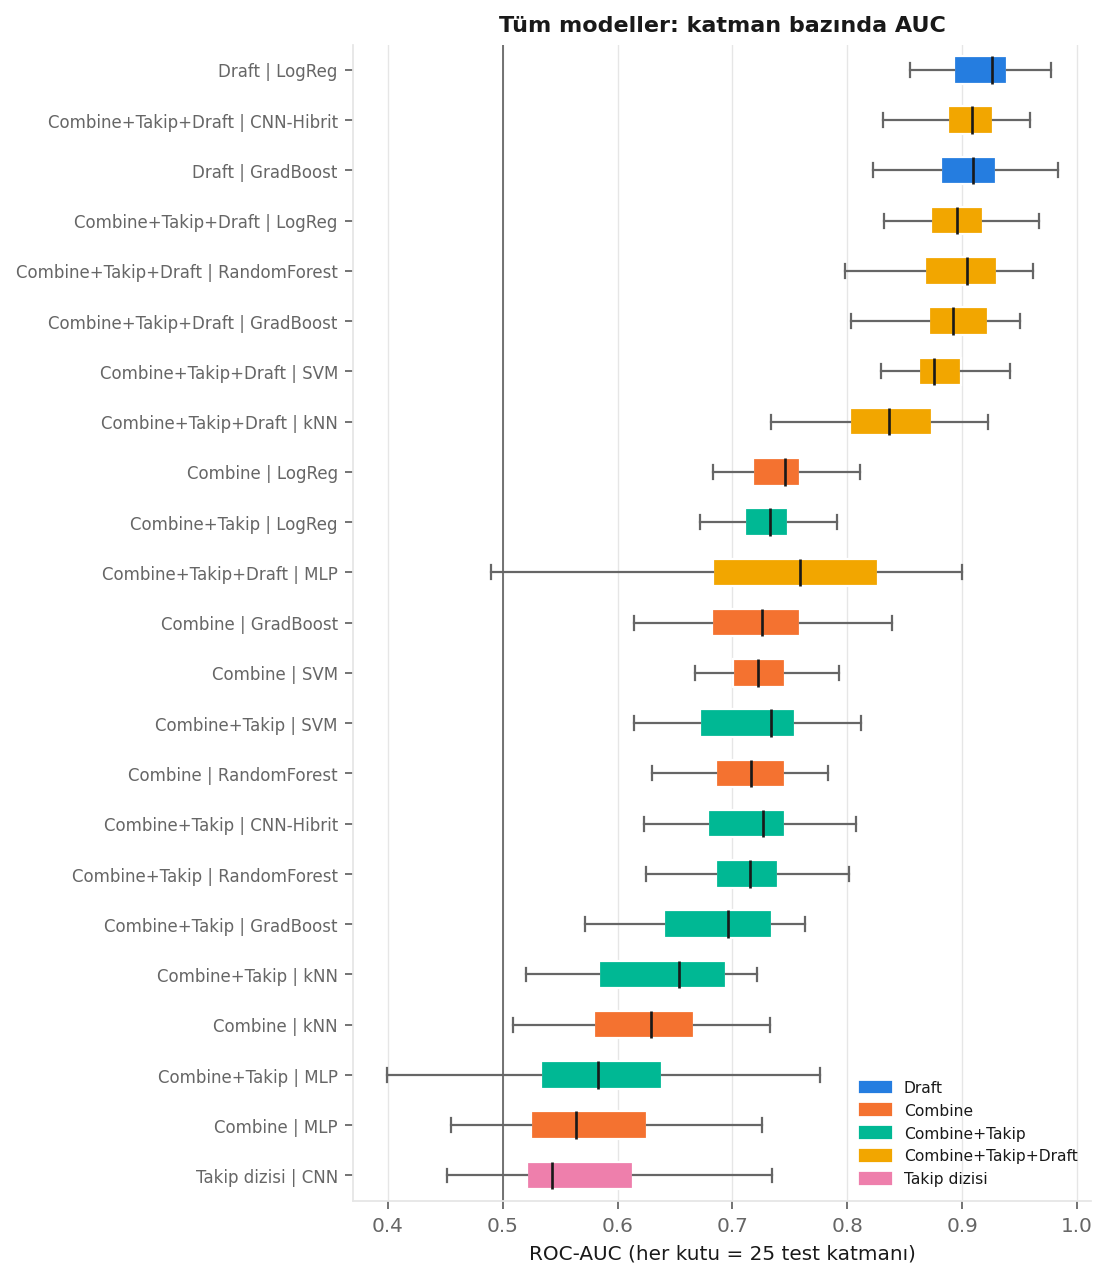 Tüm modeller: katman bazında AUC
Draft | LogReg
Combine+Takip+Draft | CNN-Hibrit
Draft | GradBoost
Combine+Takip+Draft | LogReg
Combine+Takip+Draft | RandomForest
Combine+Takip+Draft | GradBoost
Combine+Takip+Draft | SVM
Combine+Takip+Draft | kNN
Combine | LogReg
Combine+Takip | LogReg
Combine+Takip+Draft | MLP
Combine | GradBoost
Combine | SVM
Combine+Takip | SVM
Combine | RandomForest
Combine+Takip | CNN-Hibrit
Combine+Takip | RandomForest
Combine+Takip | GradBoost
Combine+Takip | kNN
Combine | kNN
Combine+Takip | MLP
Combine | MLP
Takip dizisi | CNN
Draft
Combine
Combine+Takip
Combine+Takip+Draft
Takip dizisi
0.4 0.5 0.6 0.7 0.8 0.9 1.0
ROC-AUC (her kutu = 25 test katmanı)